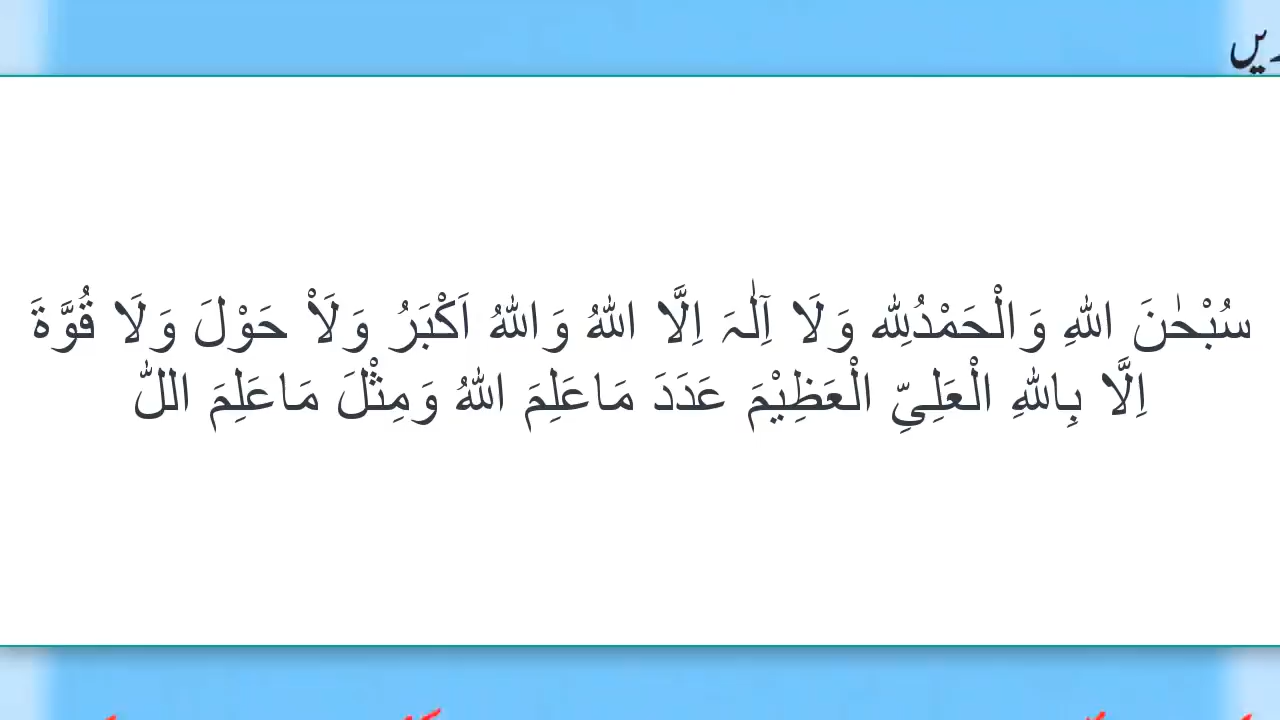 سُبْحٰنَ اللهِ وَالْحَمْدُلِلّٰه وَلَا اِلٰہَ اِلَّا اللهُ وَاللهُ اَکْبَرُ وَلَاْ حَوْلَ وَلَا قُوَّةَ
اِلَّا بِاللهِ الْعَلِیِّ الْعَظِیْمَ عَدَدَ مَاعَلِمَ اللهُ وَمِثْلَ مَاعَلِمَ اللّٰ